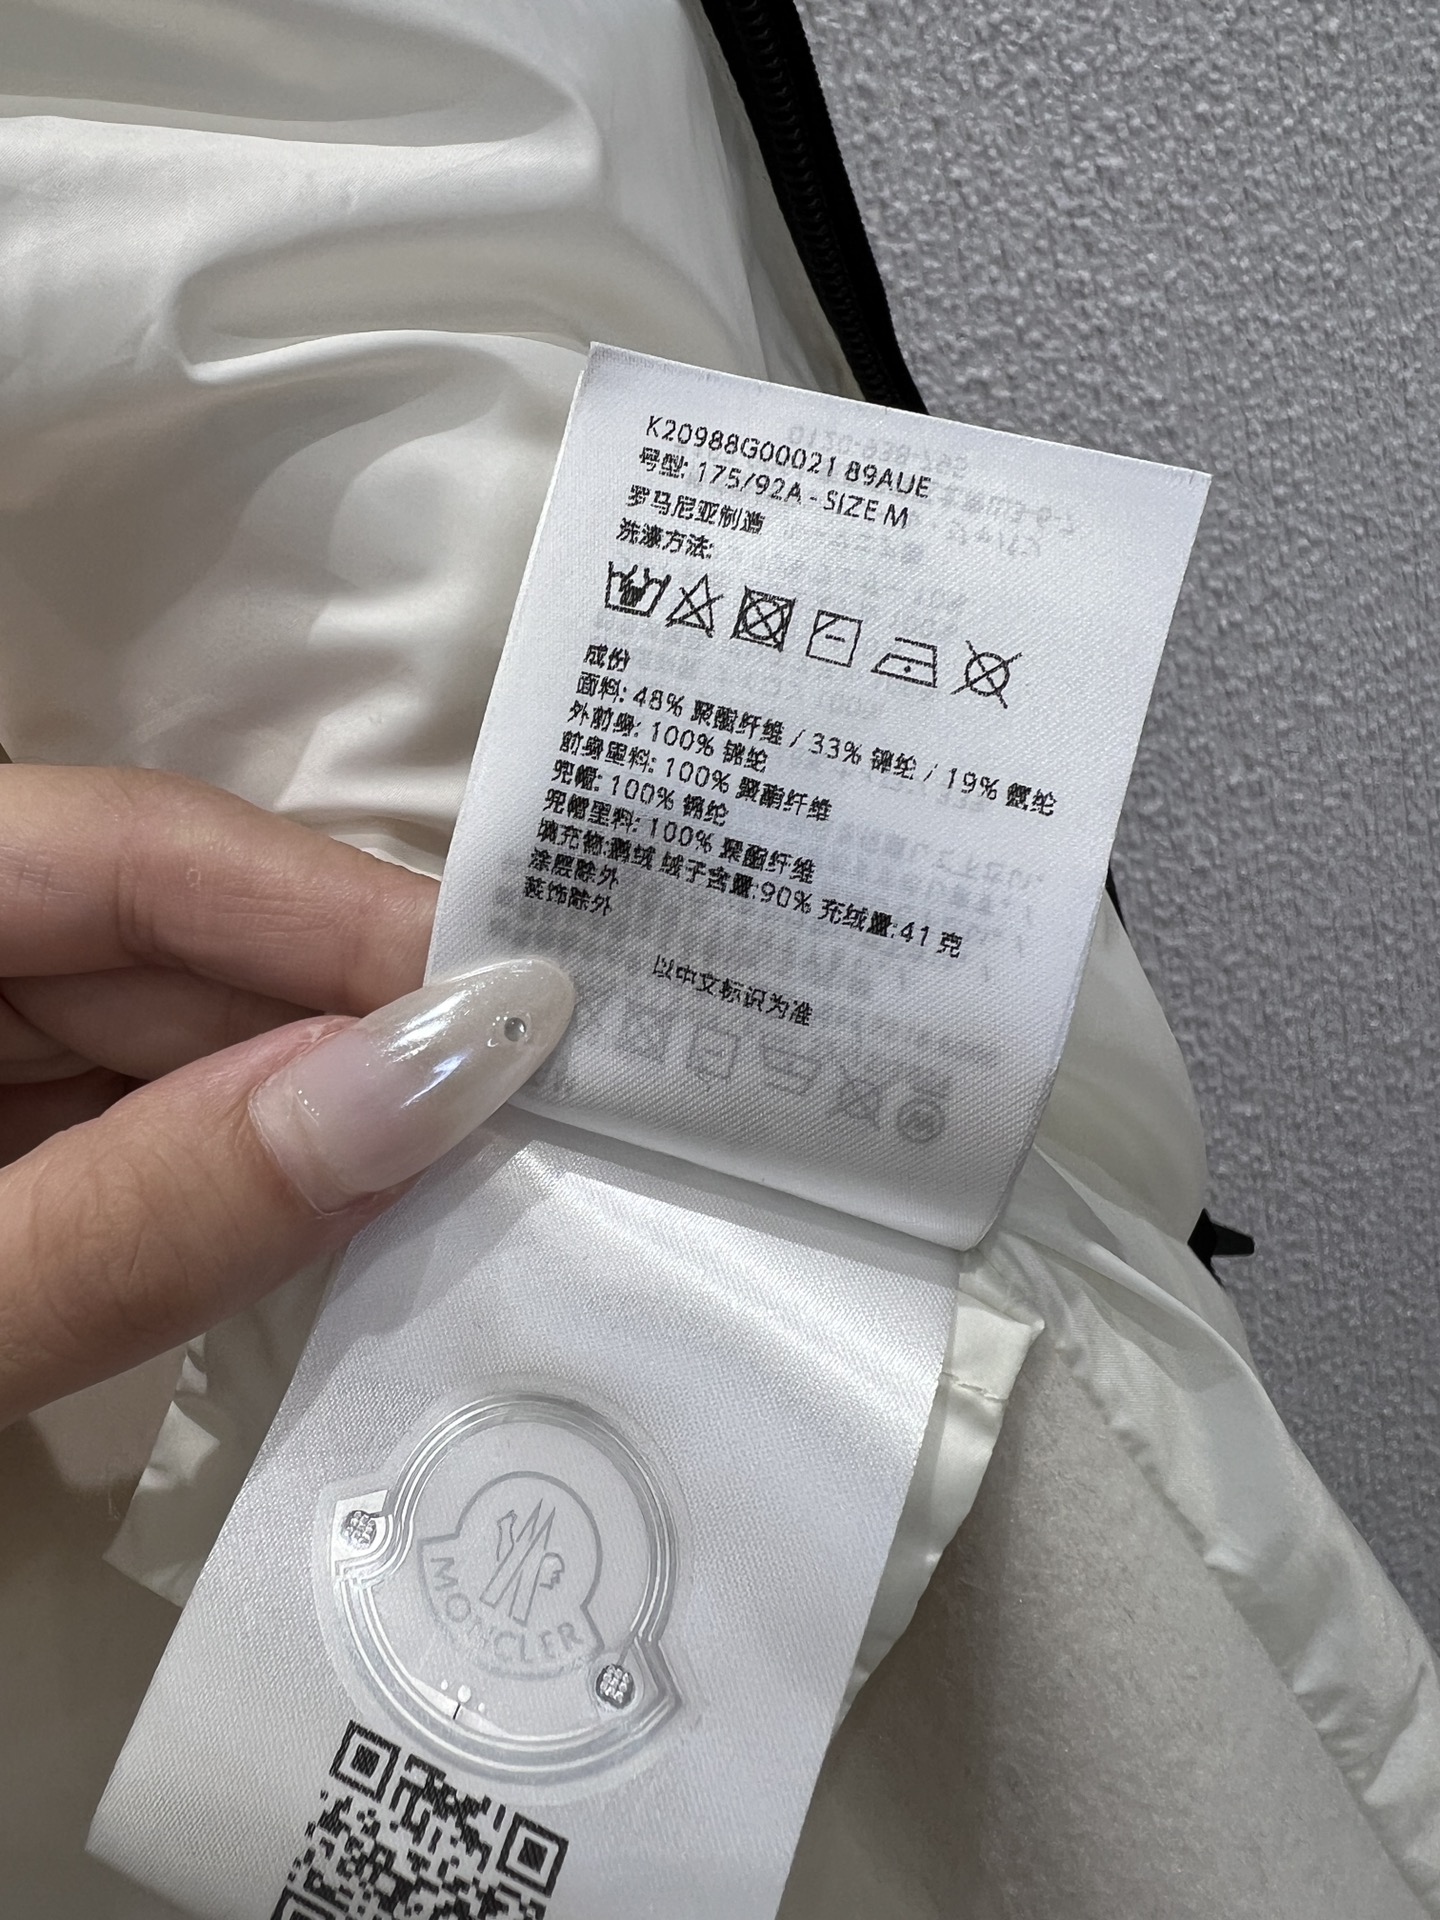 K20988G00021 89AUE
号型: 175/92A - SIZE M
罗马尼亚制造
洗涤方法:
成份
面料: 48% 聚酯纤维 / 33% 锦纶 / 19% 氨纶
外前身: 100% 锦纶
前身里料: 100% 聚酯纤维
兜帽: 100% 锦纶
兜帽里料: 100% 聚酯纤维
填充物:鹅绒 绒子含量:90% 充绒量:41 克
涂层除外
装饰除外
以中文标识为准
MONCLER